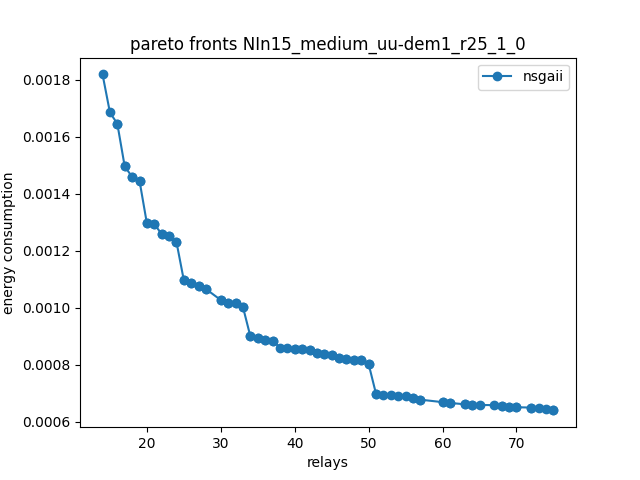 pareto fronts NIn15_medium_uu-dem1_r25_1_0
nsgaii
0.0018
0.0016
0.0014
0.0012
0.0010
0.0008
0.0006
energy consumption
20 30 40 50 60 70
relays